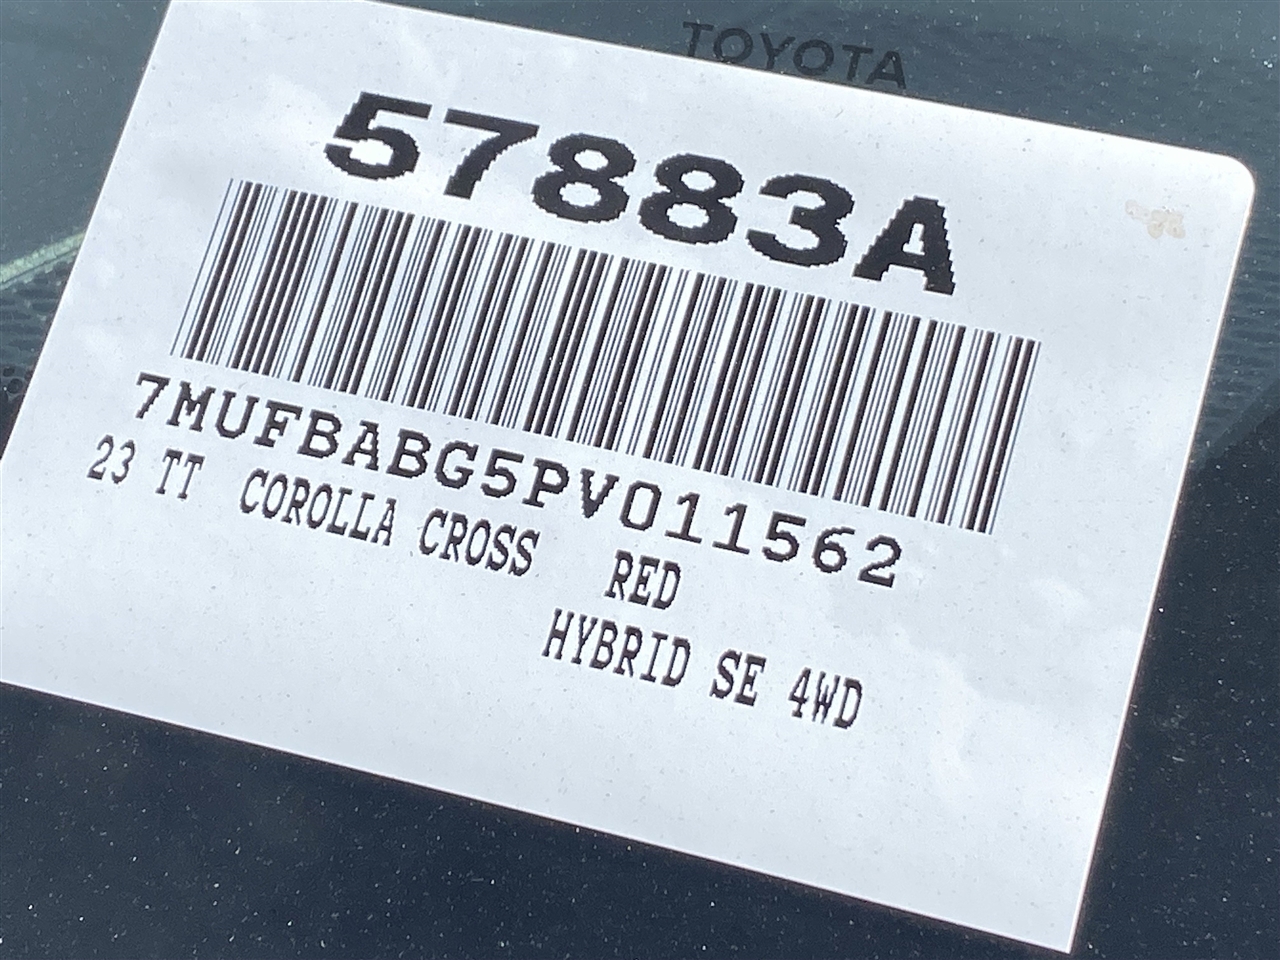 TOYOTA
57883A
7MUFBABG5PV011562
23 TT COROLLA CROSS RED
HYBRID SE 4WD